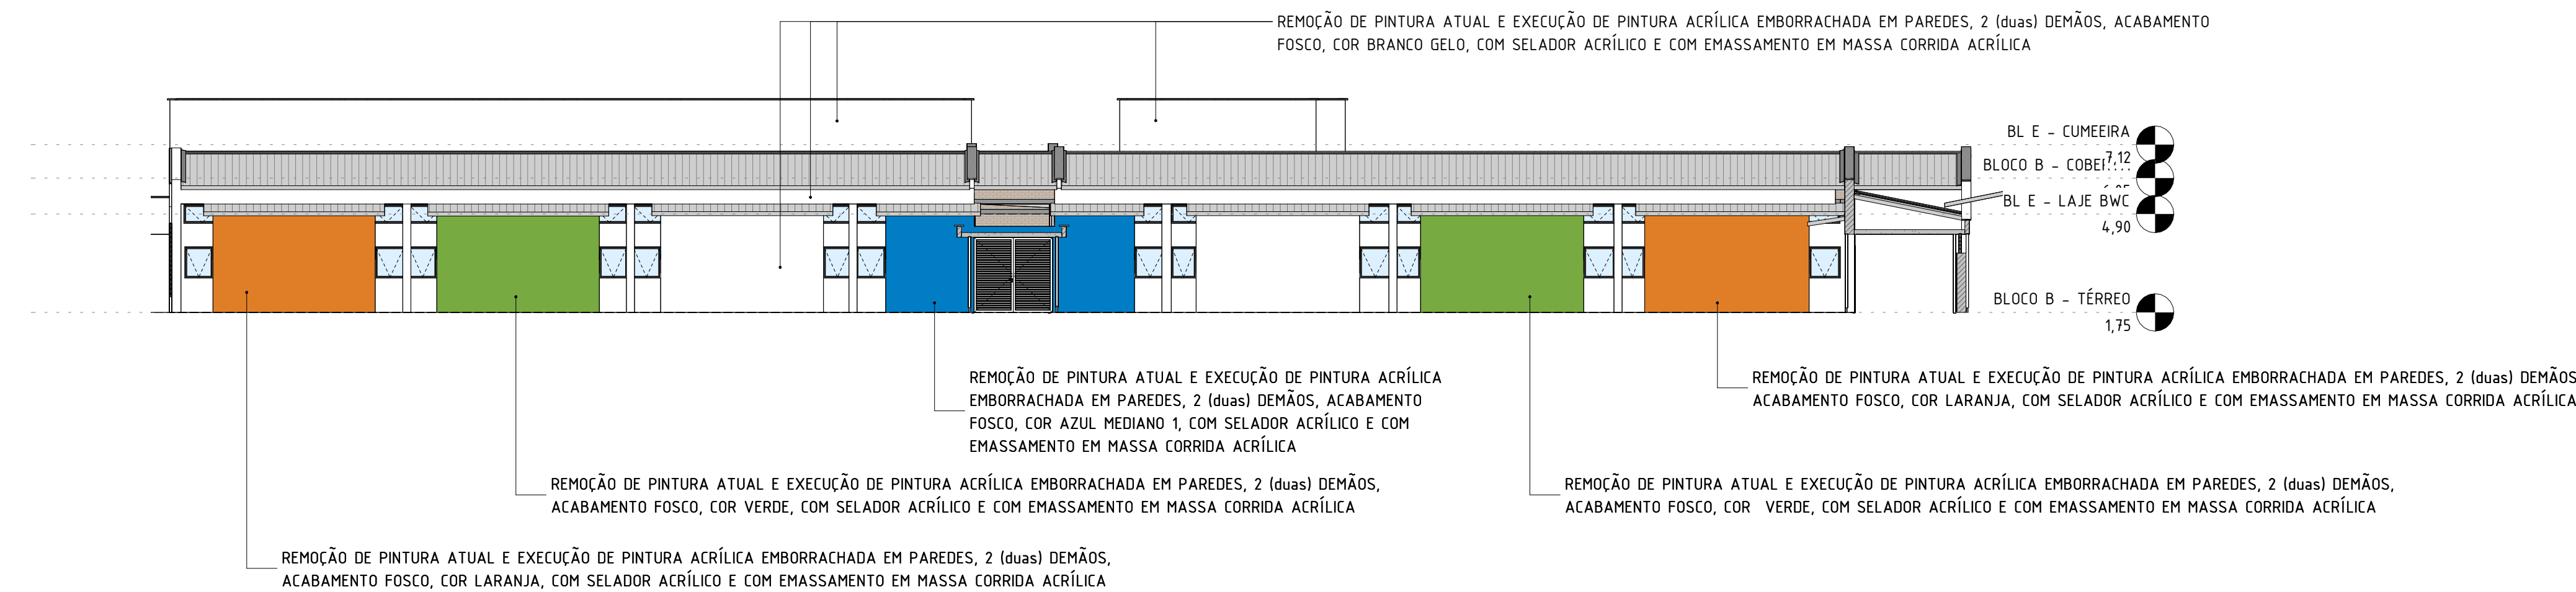 REMOÇÃO DE PINTURA ATUAL E EXECUÇÃO DE PINTURA ACRÍLICA EMBORRACHADA EM PAREDES, 2 (duas) DEMÃOS, ACABAMENTO
FOSCO, COR BRANCO GELO, COM SELADOR ACRÍLICO E COM EMASSAMENTO EM MASSA CORRIDA ACRÍLICA
BL E - CUMEEIRA
7,12
BLOCO B -
BL E - LAJE BWC
4,90
BLOCO B - TÉRREO
1,75
REMOÇÃO DE PINTURA ATUAL E EXECUÇÃO DE PINTURA ACRÍLICA
EMBORRACHADA EM PAREDES, 2 (duas) DEMÃOS, ACABAMENTO
FOSCO, COR AZUL MEDIANO 1, COM SELADOR ACRÍLICO E COM
EMASSAMENTO EM MASSA CORRIDA ACRÍLICA
REMOÇÃO DE PINTURA ATUAL E EXECUÇÃO DE PINTURA ACRÍLICA EMBORRACHADA EM PAREDES, 2 (duas) DEMÃOS
ACABAMENTO FOSCO, COR LARANJA, COM SELADOR ACRÍLICO E COM EMASSAMENTO EM MASSA CORRIDA ACRÍLICA
REMOÇÃO DE PINTURA ATUAL E EXECUÇÃO DE PINTURA ACRÍLICA EMBORRACHADA EM PAREDES, 2 (duas) DEMÃOS,
ACABAMENTO FOSCO, COR VERDE, COM SELADOR ACRÍLICO E COM EMASSAMENTO EM MASSA CORRIDA ACRÍLICA
REMOÇÃO DE PINTURA ATUAL E EXECUÇÃO DE PINTURA ACRÍLICA EMBORRACHADA EM PAREDES, 2 (duas) DEMÃOS,
ACABAMENTO FOSCO, COR VERDE, COM SELADOR ACRÍLICO E COM EMASSAMENTO EM MASSA CORRIDA ACRÍLICA
REMOÇÃO DE PINTURA ATUAL E EXECUÇÃO DE PINTURA ACRÍLICA EMBORRACHADA EM PAREDES, 2 (duas) DEMÃOS,
ACABAMENTO FOSCO, COR LARANJA, COM SELADOR ACRÍLICO E COM EMASSAMENTO EM MASSA CORRIDA ACRÍLICA